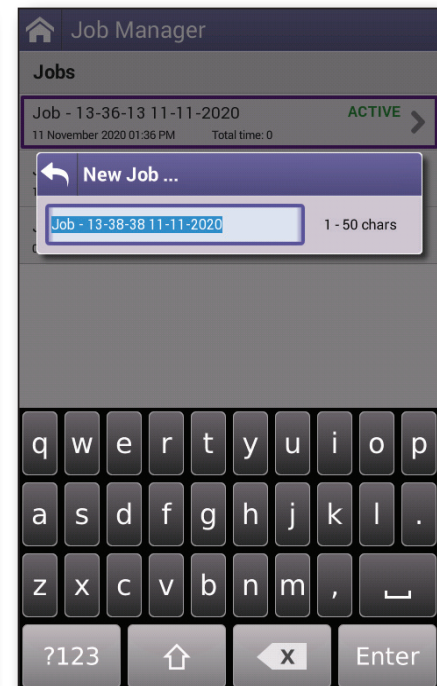 Job Manager
Jobs
Job - 13-36-13 11-11-2020 ACTIVE
11 November 2020 01:36 PM Total time: 0
New Job ...
Job - 13-38-38 11-11-2020 1 - 50 chars
q w e r t y u i o p
a s d f g h j k l .
z x c v b n m ,
?123 X Enter